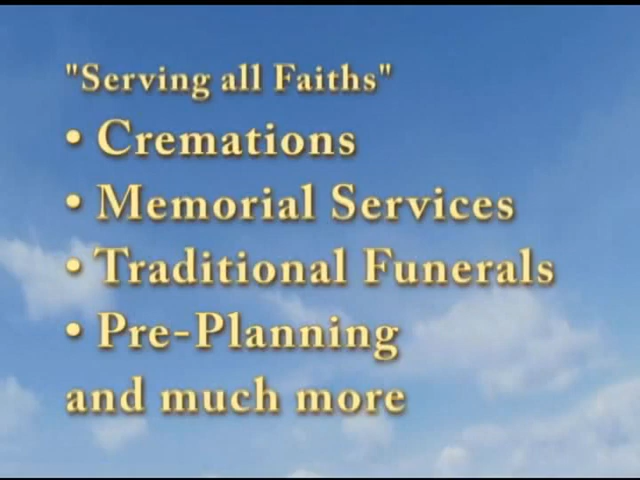 "Serving all Faiths"
• Cremations
• Memorial Services
• Traditional Funerals
• Pre-Planning
and much more